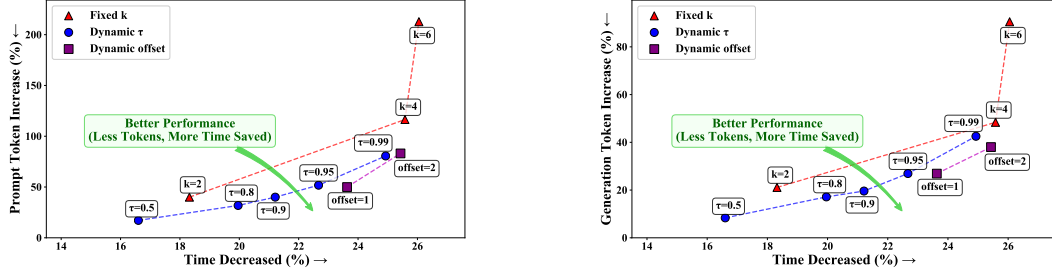 Fixed k
Dynamic τ
Dynamic offset
Prompt Token Increase (%) ←
200
150
100
50
0
k=6
k=4
k=2
τ=0.99
τ=0.95
τ=0.9
τ=0.8
τ=0.5
offset=2
offset=1
Better Performance
(Less Tokens, More Time Saved)
14 16 18 20 22 24 26
Time Decreased (%) →
Fixed k
Dynamic τ
Dynamic offset
Generation Token Increase (%) ←
80
60
40
20
0
k=6
k=4
k=2
τ=0.99
τ=0.95
τ=0.9
τ=0.8
τ=0.5
offset=2
offset=1
Better Performance
(Less Tokens, More Time Saved)
14 16 18 20 22 24 26
Time Decreased (%) →